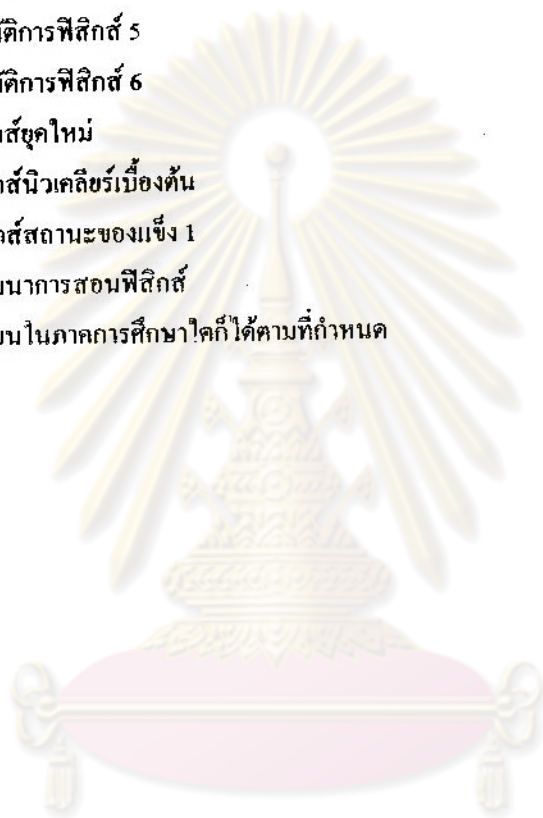 ัติการฟิสิกส์ 5
ัติการฟิสิกส์ 6
ส์ยุคใหม่
กส์นิวเคลียร์เบื้องต้น
กส์สถานะของแข็ง 1
มนาการสอนฟิสิกส์
ยนในภาคการศึกษาใดก็ได้ตามที่กำหนด